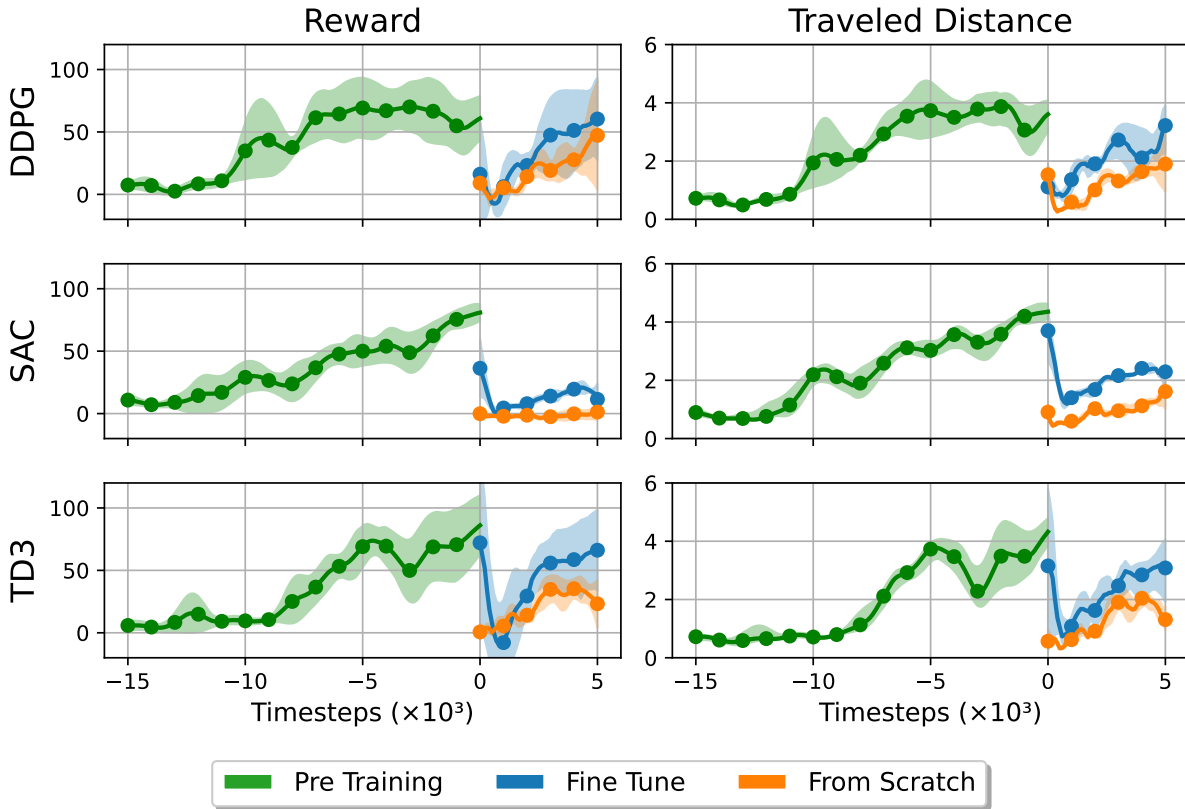 Reward
Traveled Distance
DDPG
100
50
0
6
4
2
0
SAC
100
50
0
6
4
2
0
TD3
100
50
0
6
4
2
0
−15 −10 −5 0 5
−15 −10 −5 0 5
Timesteps (×10³)
Timesteps (×10³)
Pre Training Fine Tune From Scratch